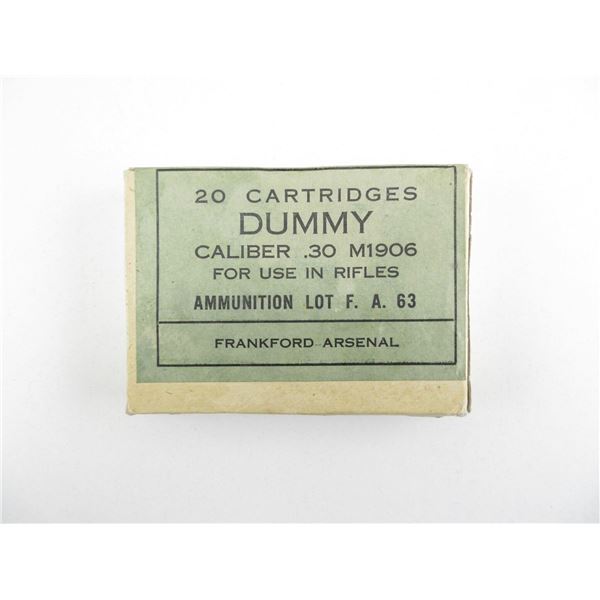 20 CARTRIDGES
DUMMY
CALIBER .30 M1906
FOR USE IN RIFLES
AMMUNITION LOT F. A. 63
FRANKFORD ARSENAL